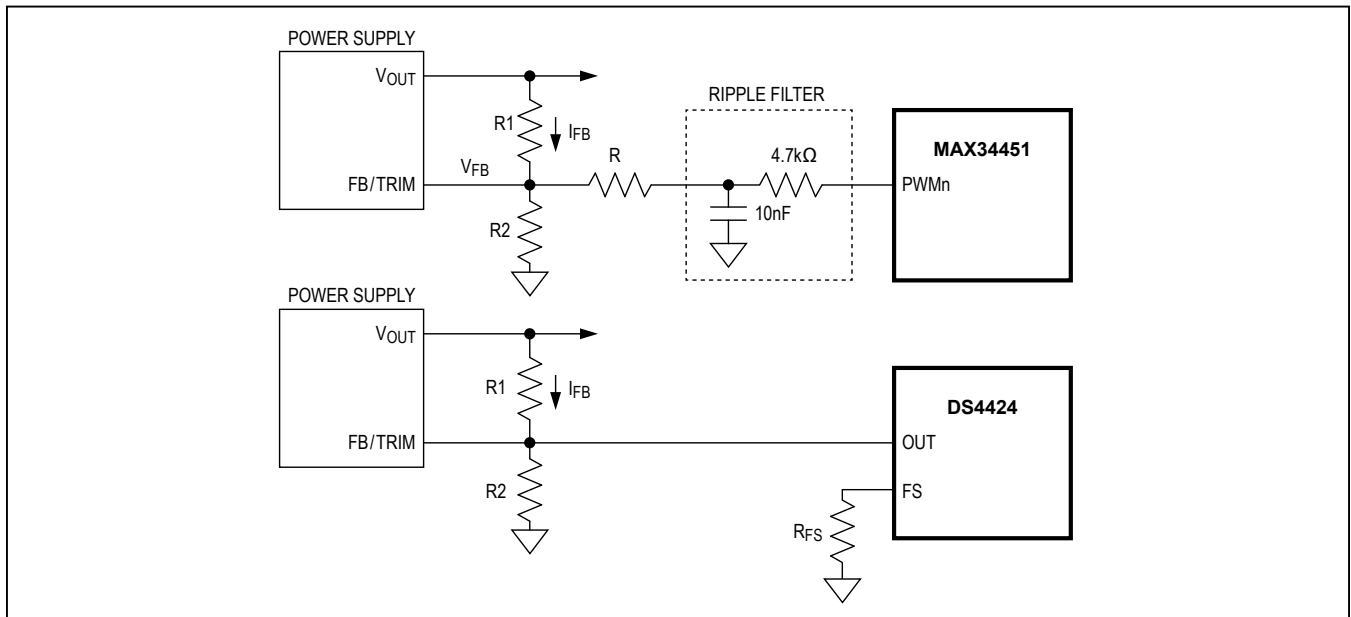 POWER SUPPLY
VOUT
R1
IFB
VFB
FB/TRIM
R2
R
RIPPLE FILTER
4.7kΩ
10nF
MAX34451
PWMn
POWER SUPPLY
VOUT
R1
IFB
FB/TRIM
R2
DS4424
OUT
FS
RFS